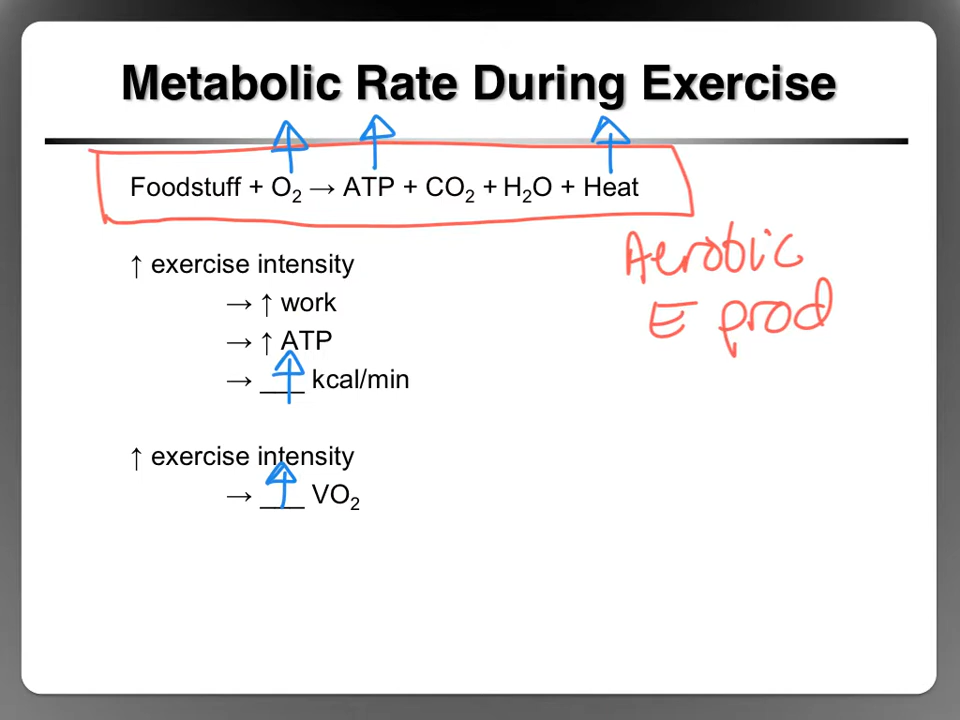 Metabolic Rate During Exercise
Foodstuff + O₂ → ATP + CO₂ + H₂O + Heat
Aerobic
E prod
↑ exercise intensity
→ ↑ work
→ ↑ ATP
→ ___ kcal/min
↑ exercise intensity
→ ___ VO₂